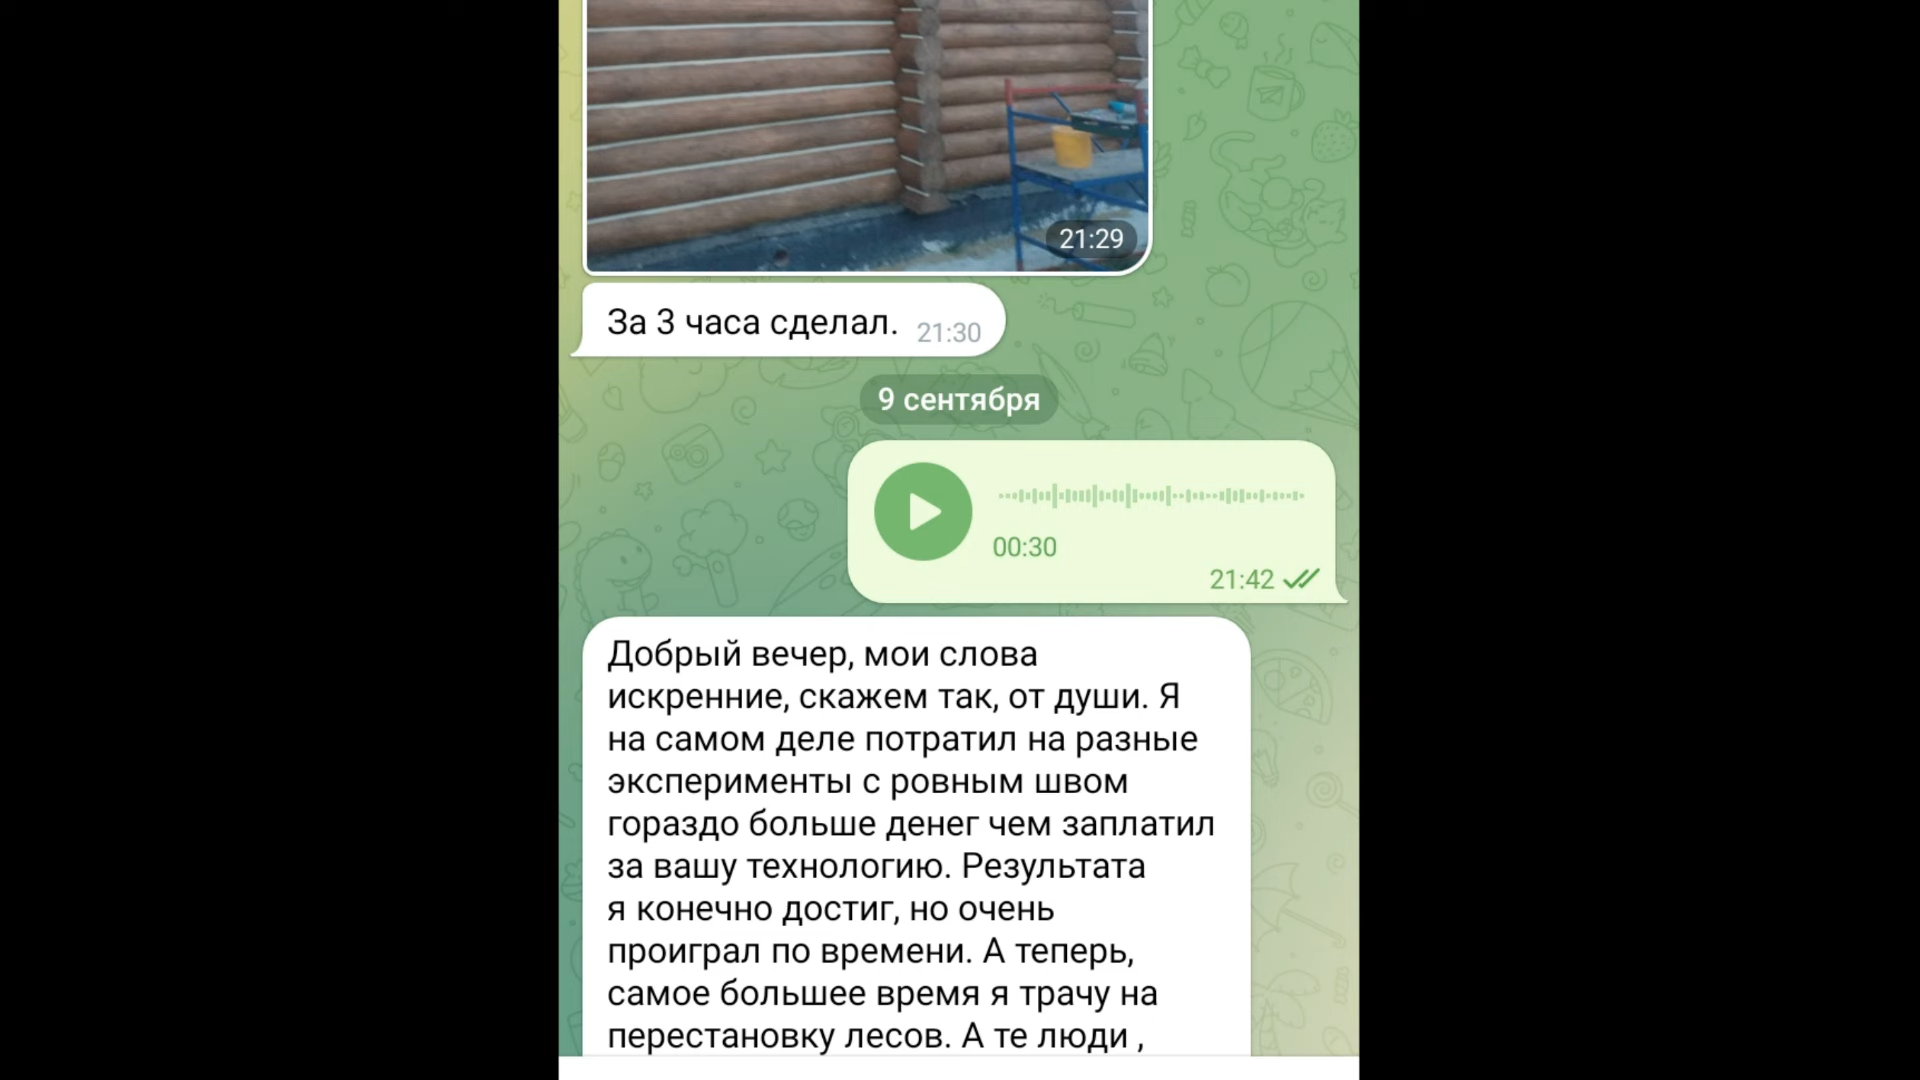 21:29
За 3 часа сделал. 21:30
9 сентября
00:30
21:42
Добрый вечер, мои слова
искренние, скажем так, от души. Я
на самом деле потратил на разные
эксперименты с ровным швом
гораздо больше денег чем заплатил
за вашу технологию. Результата
я конечно достиг, но очень
проиграл по времени. А теперь,
самое большее время я трачу на
перестановку лесов. А те люди ,